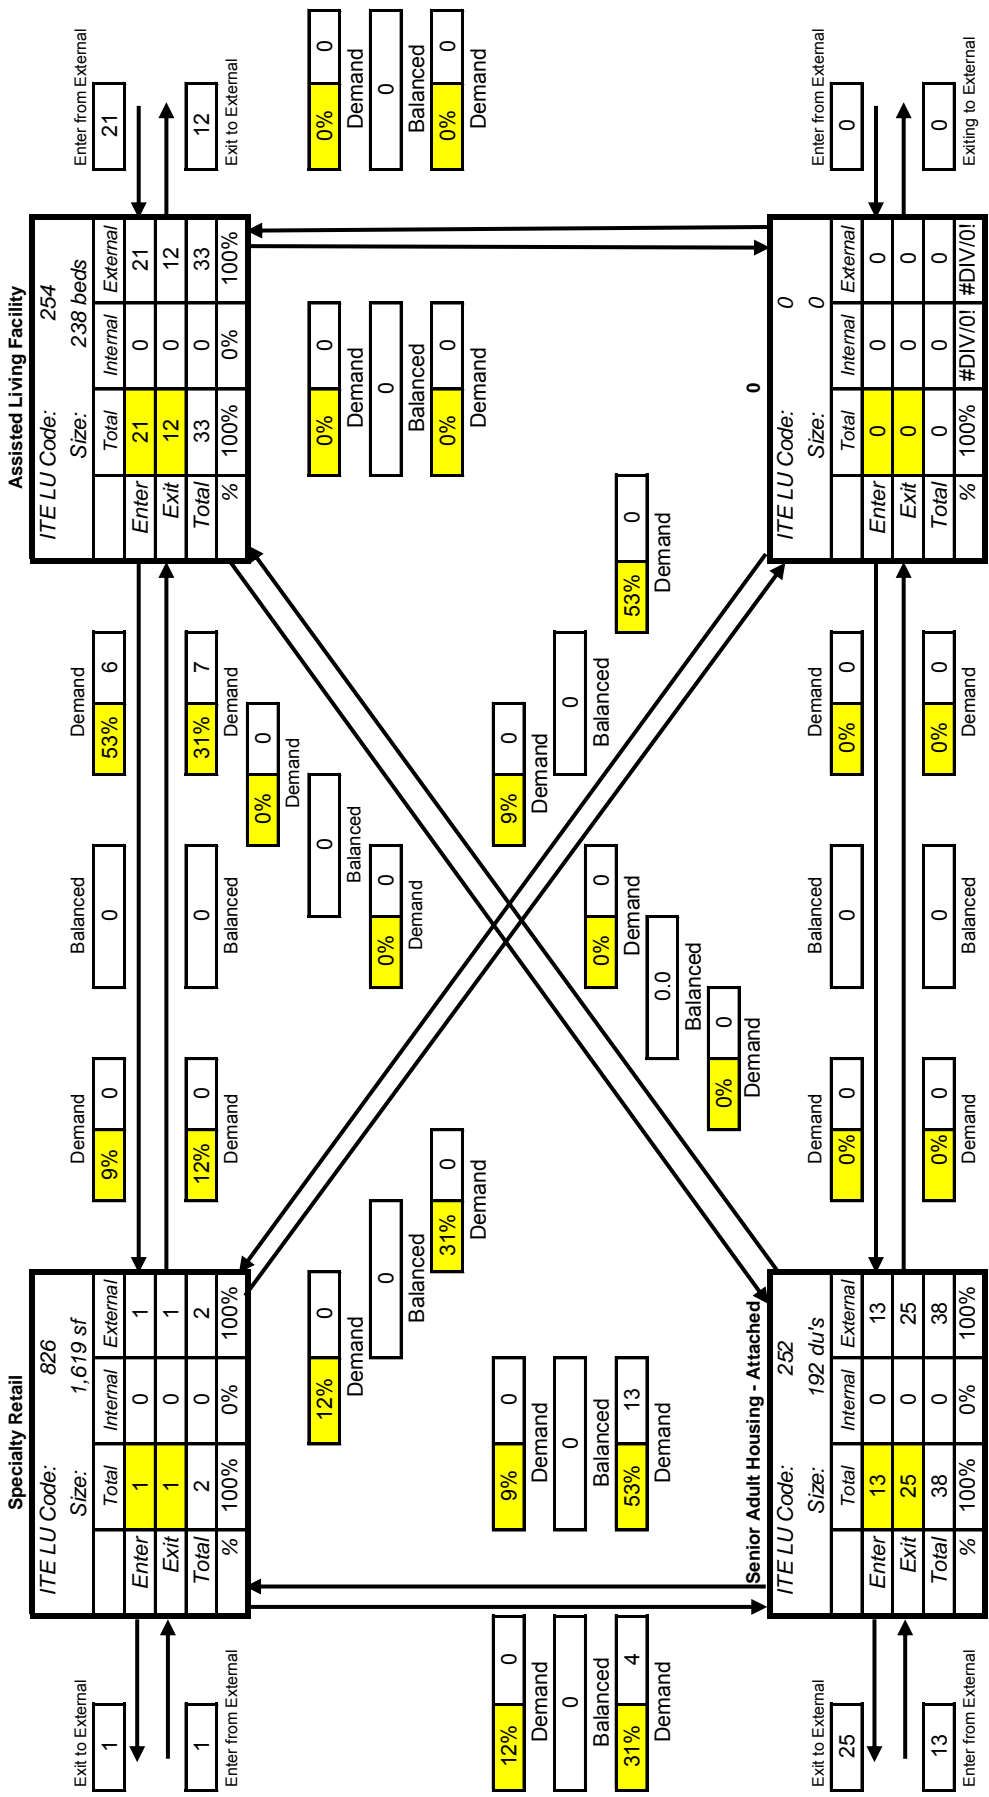 Specialty Retail
ITE LU Code: 826
Size: 1,619 sf
Total Internal External
Enter 1 0 1
Exit 1 0 1
Total 2 0 2
% 100% 0% 100%
Exit to External
1
1
Enter from External
Demand
9% 0
Balanced
0
Demand
53% 6
12% 0
Demand
0
Balanced
31% 7
Demand
Assisted Living Facility
ITE LU Code: 254
Size: 238 beds
Total Internal External
Enter 21 0 21
Exit 12 0 12
Total 33 0 33
% 100% 0% 100%
Enter from External
21
12
Exit to External
12% 0
Demand
0
Balanced
31% 0
Demand
0% 0
Demand
0
Balanced
0% 0
Demand
0% 0
Demand
0
Balanced
0% 0
Demand
0% 0
Demand
0
Balanced
0% 0
Demand
12% 0
Demand
0
Balanced
31% 4
Demand
9% 0
Demand
0
Balanced
53% 13
Demand
9% 0
Demand
0
Balanced
53% 0
Demand
0% 0
Demand
0.0
Balanced
0% 0
Demand
Senior Adult Housing - Attached
ITE LU Code: 252
Size: 192 du's
Total Internal External
Enter 13 0 13
Exit 25 0 25
Total 38 0 38
% 100% 0% 100%
Exit to External
25
13
Enter from External
Demand
0% 0
Balanced
0
Demand
0% 0
0% 0
Demand
0
Balanced
0% 0
Demand
0
ITE LU Code: 0
Size: 0
Total Internal External
Enter 0 0 0
Exit 0 0 0
Total 0 0 0
% 100% #DIV/0! #DIV/0!
Enter from External
0
0
Exiting to External